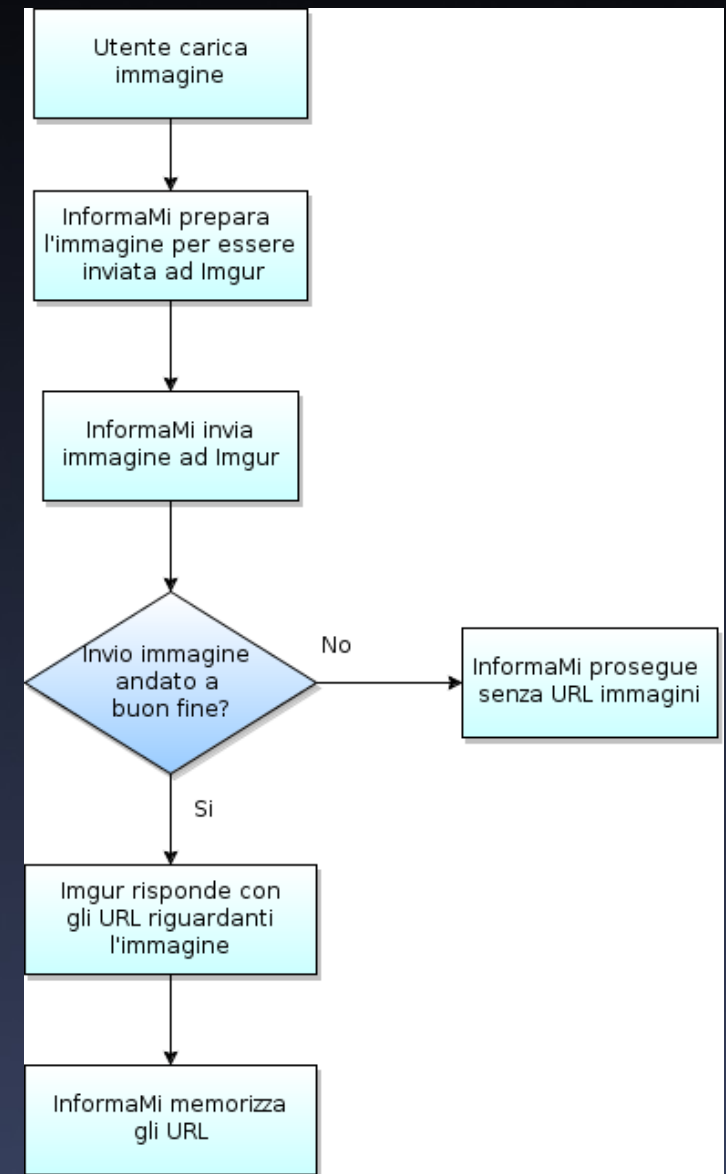 Utente carica
immagine
InformaMi prepara
l'immagine per essere
inviata ad Imgur
InformaMi invia
immagine ad Imgur
Invio immagine
andato a
buon fine?
No
InformaMi prosegue
senza URL immagini
Si
Imgur risponde con
gli URL riguardanti
l'immagine
InformaMi memorizza
gli URL